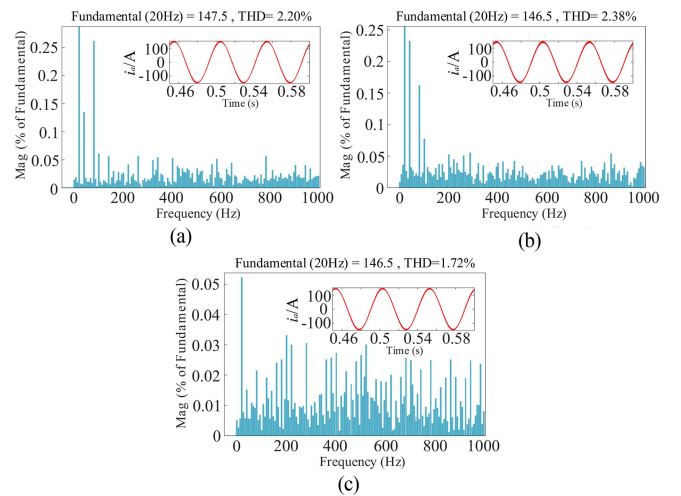 Fundamental (20Hz) = 147.5 , THD= 2.20%
Mag (% of Fundamental)
0.25
0.2
0.15
0.1
0.05
0
iₐ/A
100
0
-100
0.46 0.5 0.54 0.58
Time (s)
0 200 400 600 800 1000
Frequency (Hz)
(a)
Fundamental (20Hz) = 146.5 , THD= 2.38%
Mag (% of Fundamental)
0.25
0.2
0.15
0.1
0.05
0
iₐ/A
100
0
-100
0.46 0.5 0.54 0.58
Time (s)
0 200 400 600 800 1000
Frequency (Hz)
(b)
Fundamental (20Hz) = 146.5 , THD=1.72%
Mag (% of Fundamental)
0.05
0.04
0.03
0.02
0.01
0
iₐ/A
100
0
-100
0.46 0.5 0.54 0.58
Time (s)
0 200 400 600 800 1000
Frequency (Hz)
(c)